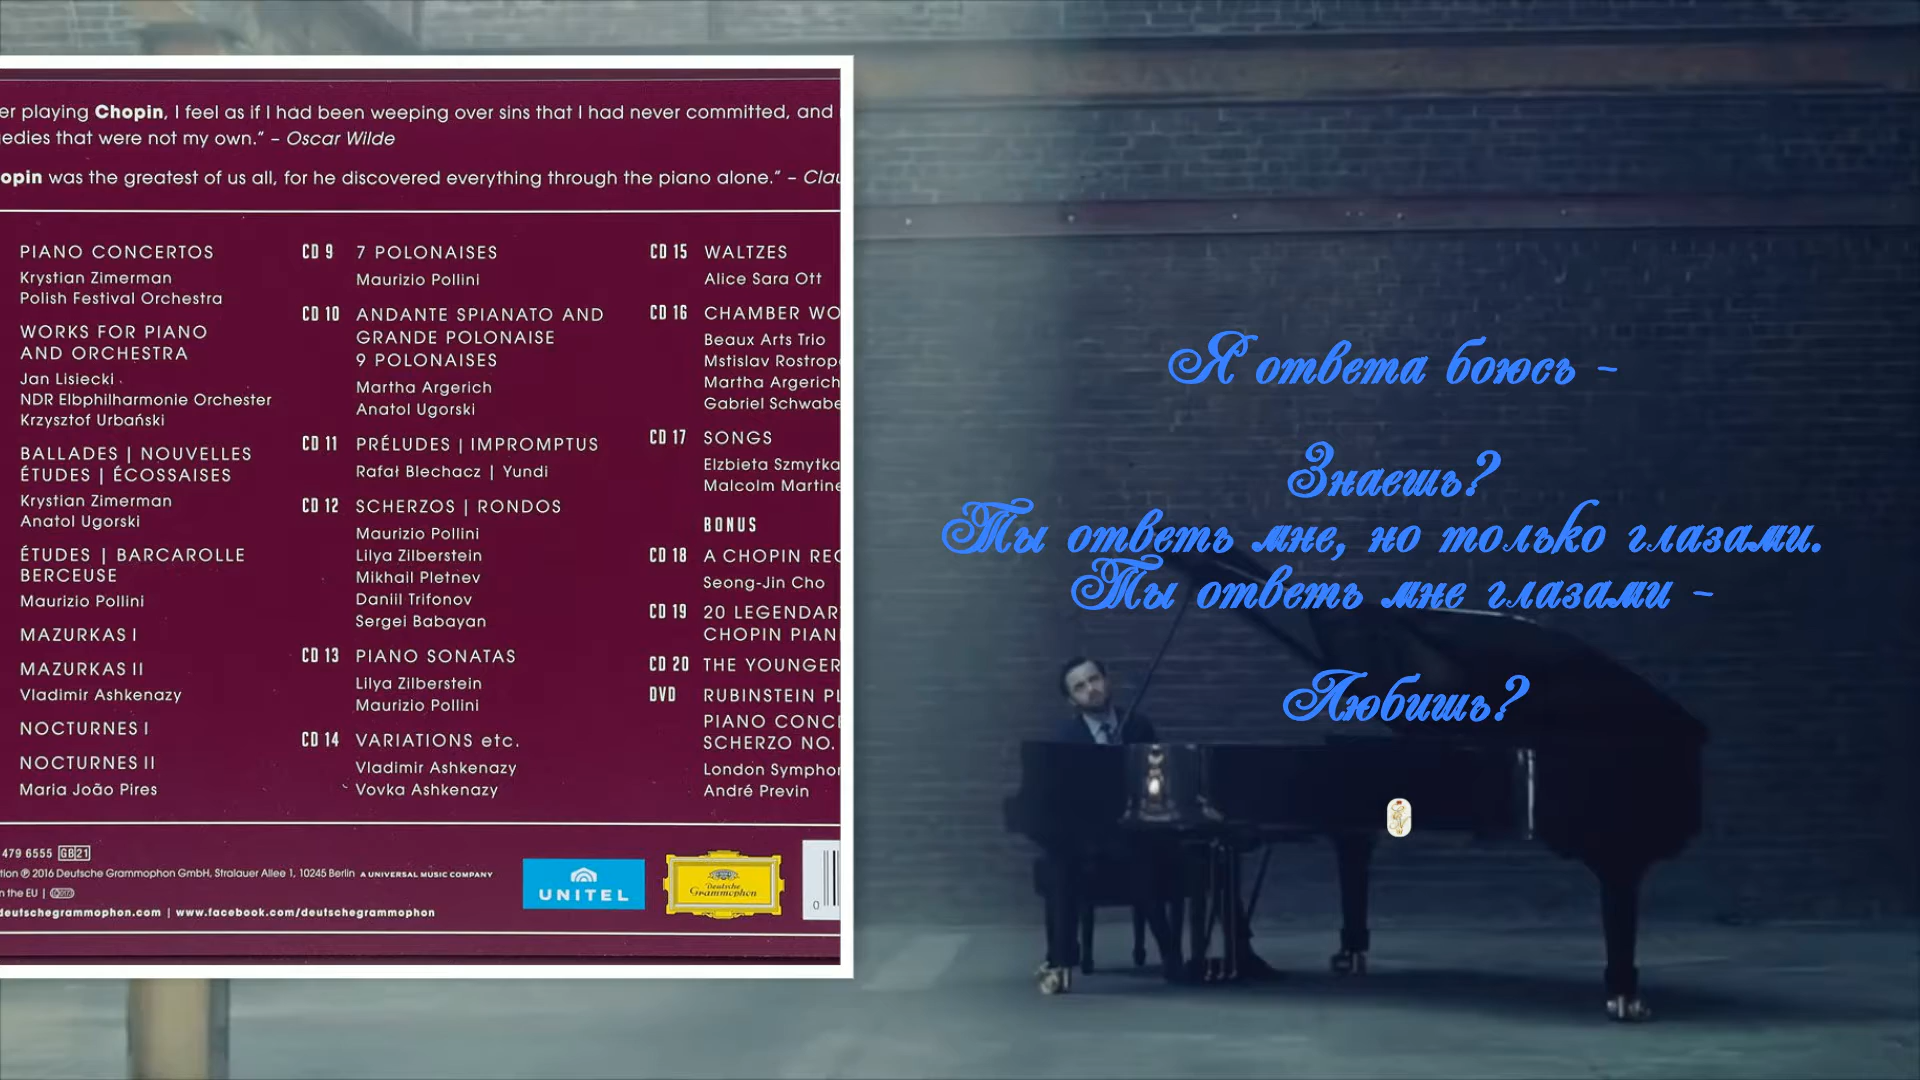 er playing Chopin, I feel as if I had been weeping over sins that I had never committed, and
edies that were not my own.” – Oscar Wilde
opin was the greatest of us all, for he discovered everything through the piano alone.” – Clau
PIANO CONCERTOS
Krystian Zimerman
Polish Festival Orchestra
WORKS FOR PIANO
AND ORCHESTRA
Jan Lisiecki
NDR Elbphilharmonie Orchester
Krzysztof Urbański
BALLADES | NOUVELLES
ÉTUDES | ÉCOSSAISES
Krystian Zimerman
Anatol Ugorski
ÉTUDES | BARCAROLLE
BERCEUSE
Maurizio Pollini
MAZURKAS I
MAZURKAS II
Vladimir Ashkenazy
NOCTURNES I
NOCTURNES II
Maria João Pires
CD 9 7 POLONAISES
Maurizio Pollini
CD 10 ANDANTE SPIANATO AND
GRANDE POLONAISE
9 POLONAISES
Martha Argerich
Anatol Ugorski
CD 11 PRÉLUDES | IMPROMPTUS
Rafał Blechacz | Yundi
CD 12 SCHERZOS | RONDOS
Maurizio Pollini
Lilya Zilberstein
Mikhail Pletnev
Daniil Trifonov
Sergei Babayan
CD 13 PIANO SONATAS
Lilya Zilberstein
Maurizio Pollini
CD 14 VARIATIONS etc.
Vladimir Ashkenazy
Vovka Ashkenazy
CD 15 WALTZES
Alice Sara Ott
CD 16 CHAMBER WO
Beaux Arts Trio
Mstislav Rostrop
Martha Argerich
Gabriel Schwabe
CD 17 SONGS
Elzbieta Szmytka
Malcolm Martine
BONUS
CD 18 A CHOPIN REC
Seong-Jin Cho
CD 19 20 LEGENDAR
CHOPIN PIAN
CD 20 THE YOUNGER
DVD RUBINSTEIN PL
PIANO CONCE
SCHERZO NO.
London Symphon
André Previn
479 6555 GB 21
tion ℗ 2016 Deutsche Grammophon GmbH, Stralauer Allee 1, 10245 Berlin A UNIVERSAL MUSIC COMPANY
n the EU |
deutschegrammophon.com | www.facebook.com/deutschegrammophon
UNITEL
Deutsche
Grammophon
0
Я ответа боюсь -
Знаешь?
Ты ответь мне, но только глазами.
Ты ответь мне глазами -
Любишь?